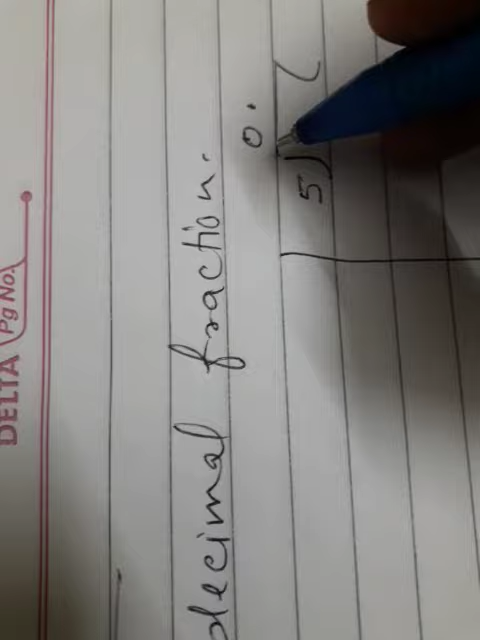 DELTA Pg No.
decimal fraction.
0.
5)